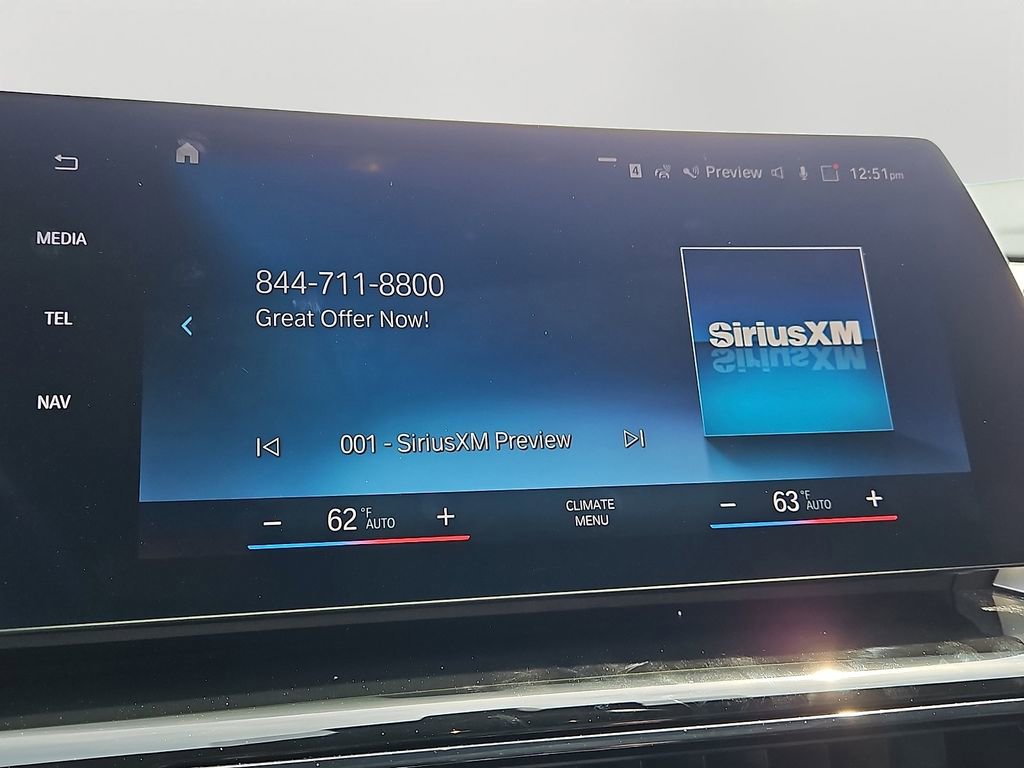 4 Preview 12:51pm
MEDIA
TEL
NAV
844-711-8800
Great Offer Now!
SiriusXM
001 - SiriusXM Preview
62 °F AUTO
CLIMATE
MENU
63 °F AUTO